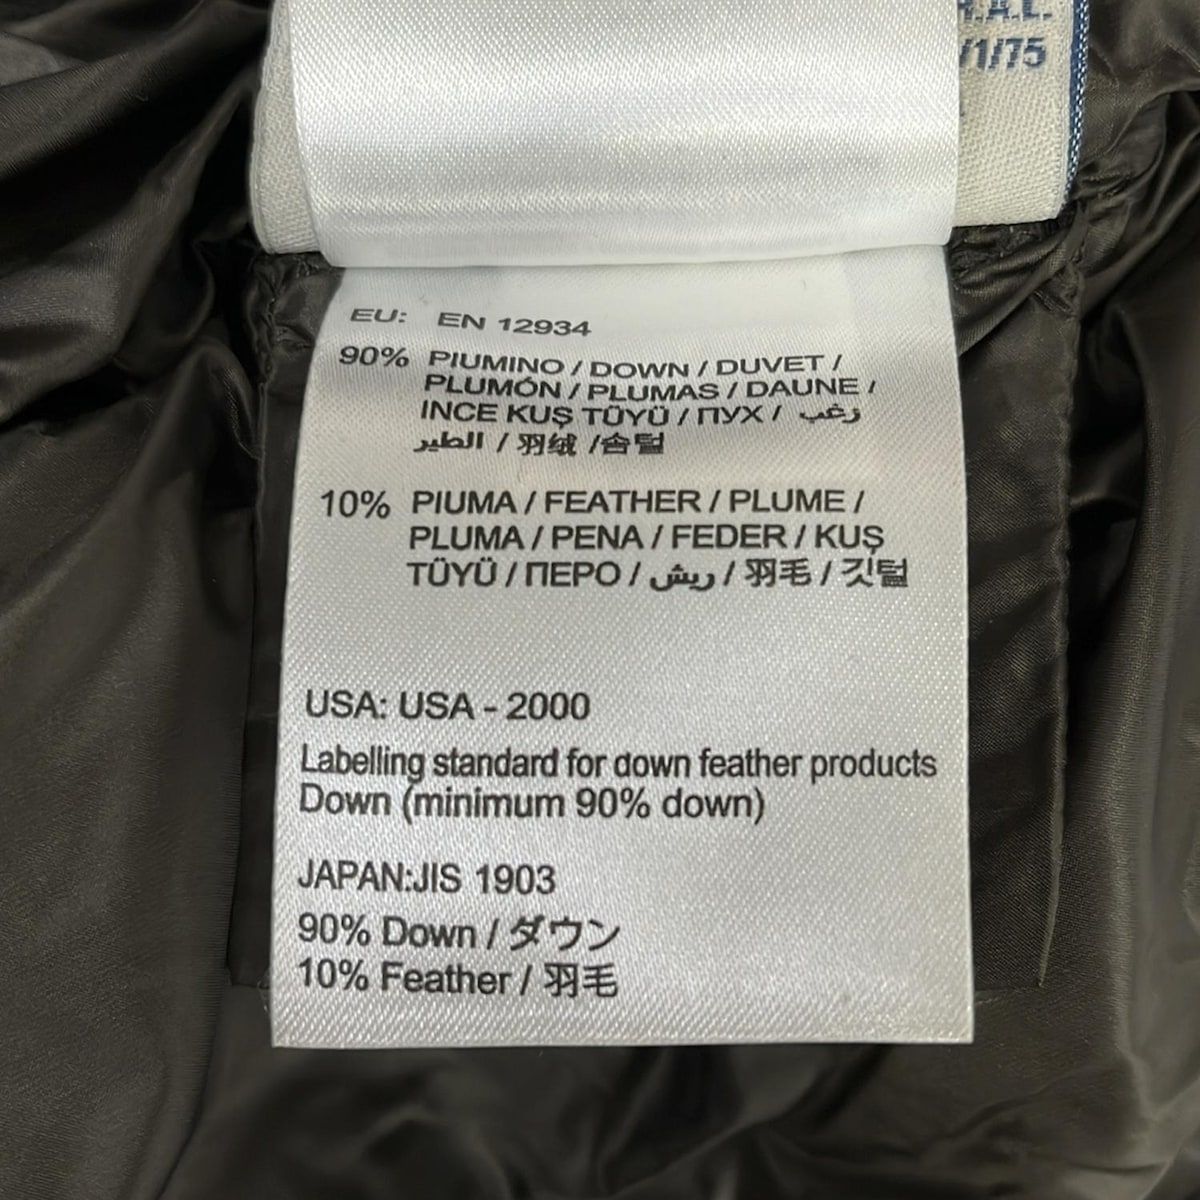 R.A.L.
/1/75
EU: EN 12934
90% PIUMINO / DOWN / DUVET /
PLUMÓN / PLUMAS / DAUNE /
INCE KUŞ TÜYÜ / ПУХ / زغب
الطير / 羽绒 /솜털
10% PIUMA / FEATHER / PLUME /
PLUMA / PENA / FEDER / KUŞ
TÜYÜ / ПЕРО / ريش / 羽毛 / 깃털
USA: USA - 2000
Labelling standard for down feather products
Down (minimum 90% down)
JAPAN:JIS 1903
90% Down / ダウン
10% Feather / 羽毛